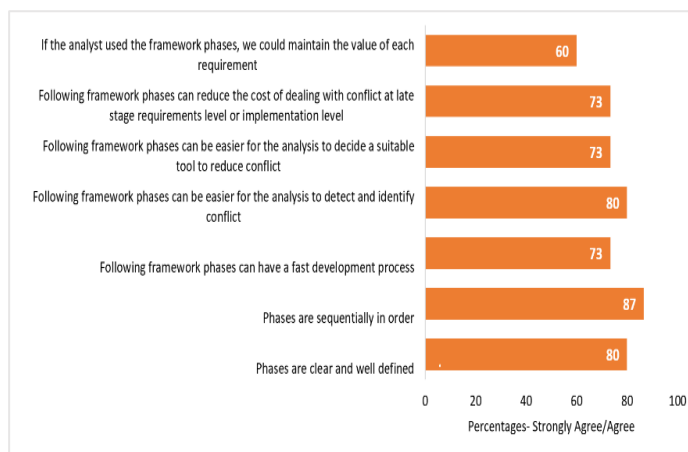 If the analyst used the framework phases, we could maintain the value of each
requirement
60
Following framework phases can reduce the cost of dealing with conflict at late
stage requirements level or implementation level
73
Following framework phases can be easier for the analysis to decide a suitable
tool to reduce conflict
73
Following framework phases can be easier for the analysis to detect and identify
conflict
80
Following framework phases can have a fast development process
73
Phases are sequentially in order
87
Phases are clear and well defined
80
0 20 40 60 80 100
Percentages- Strongly Agree/Agree